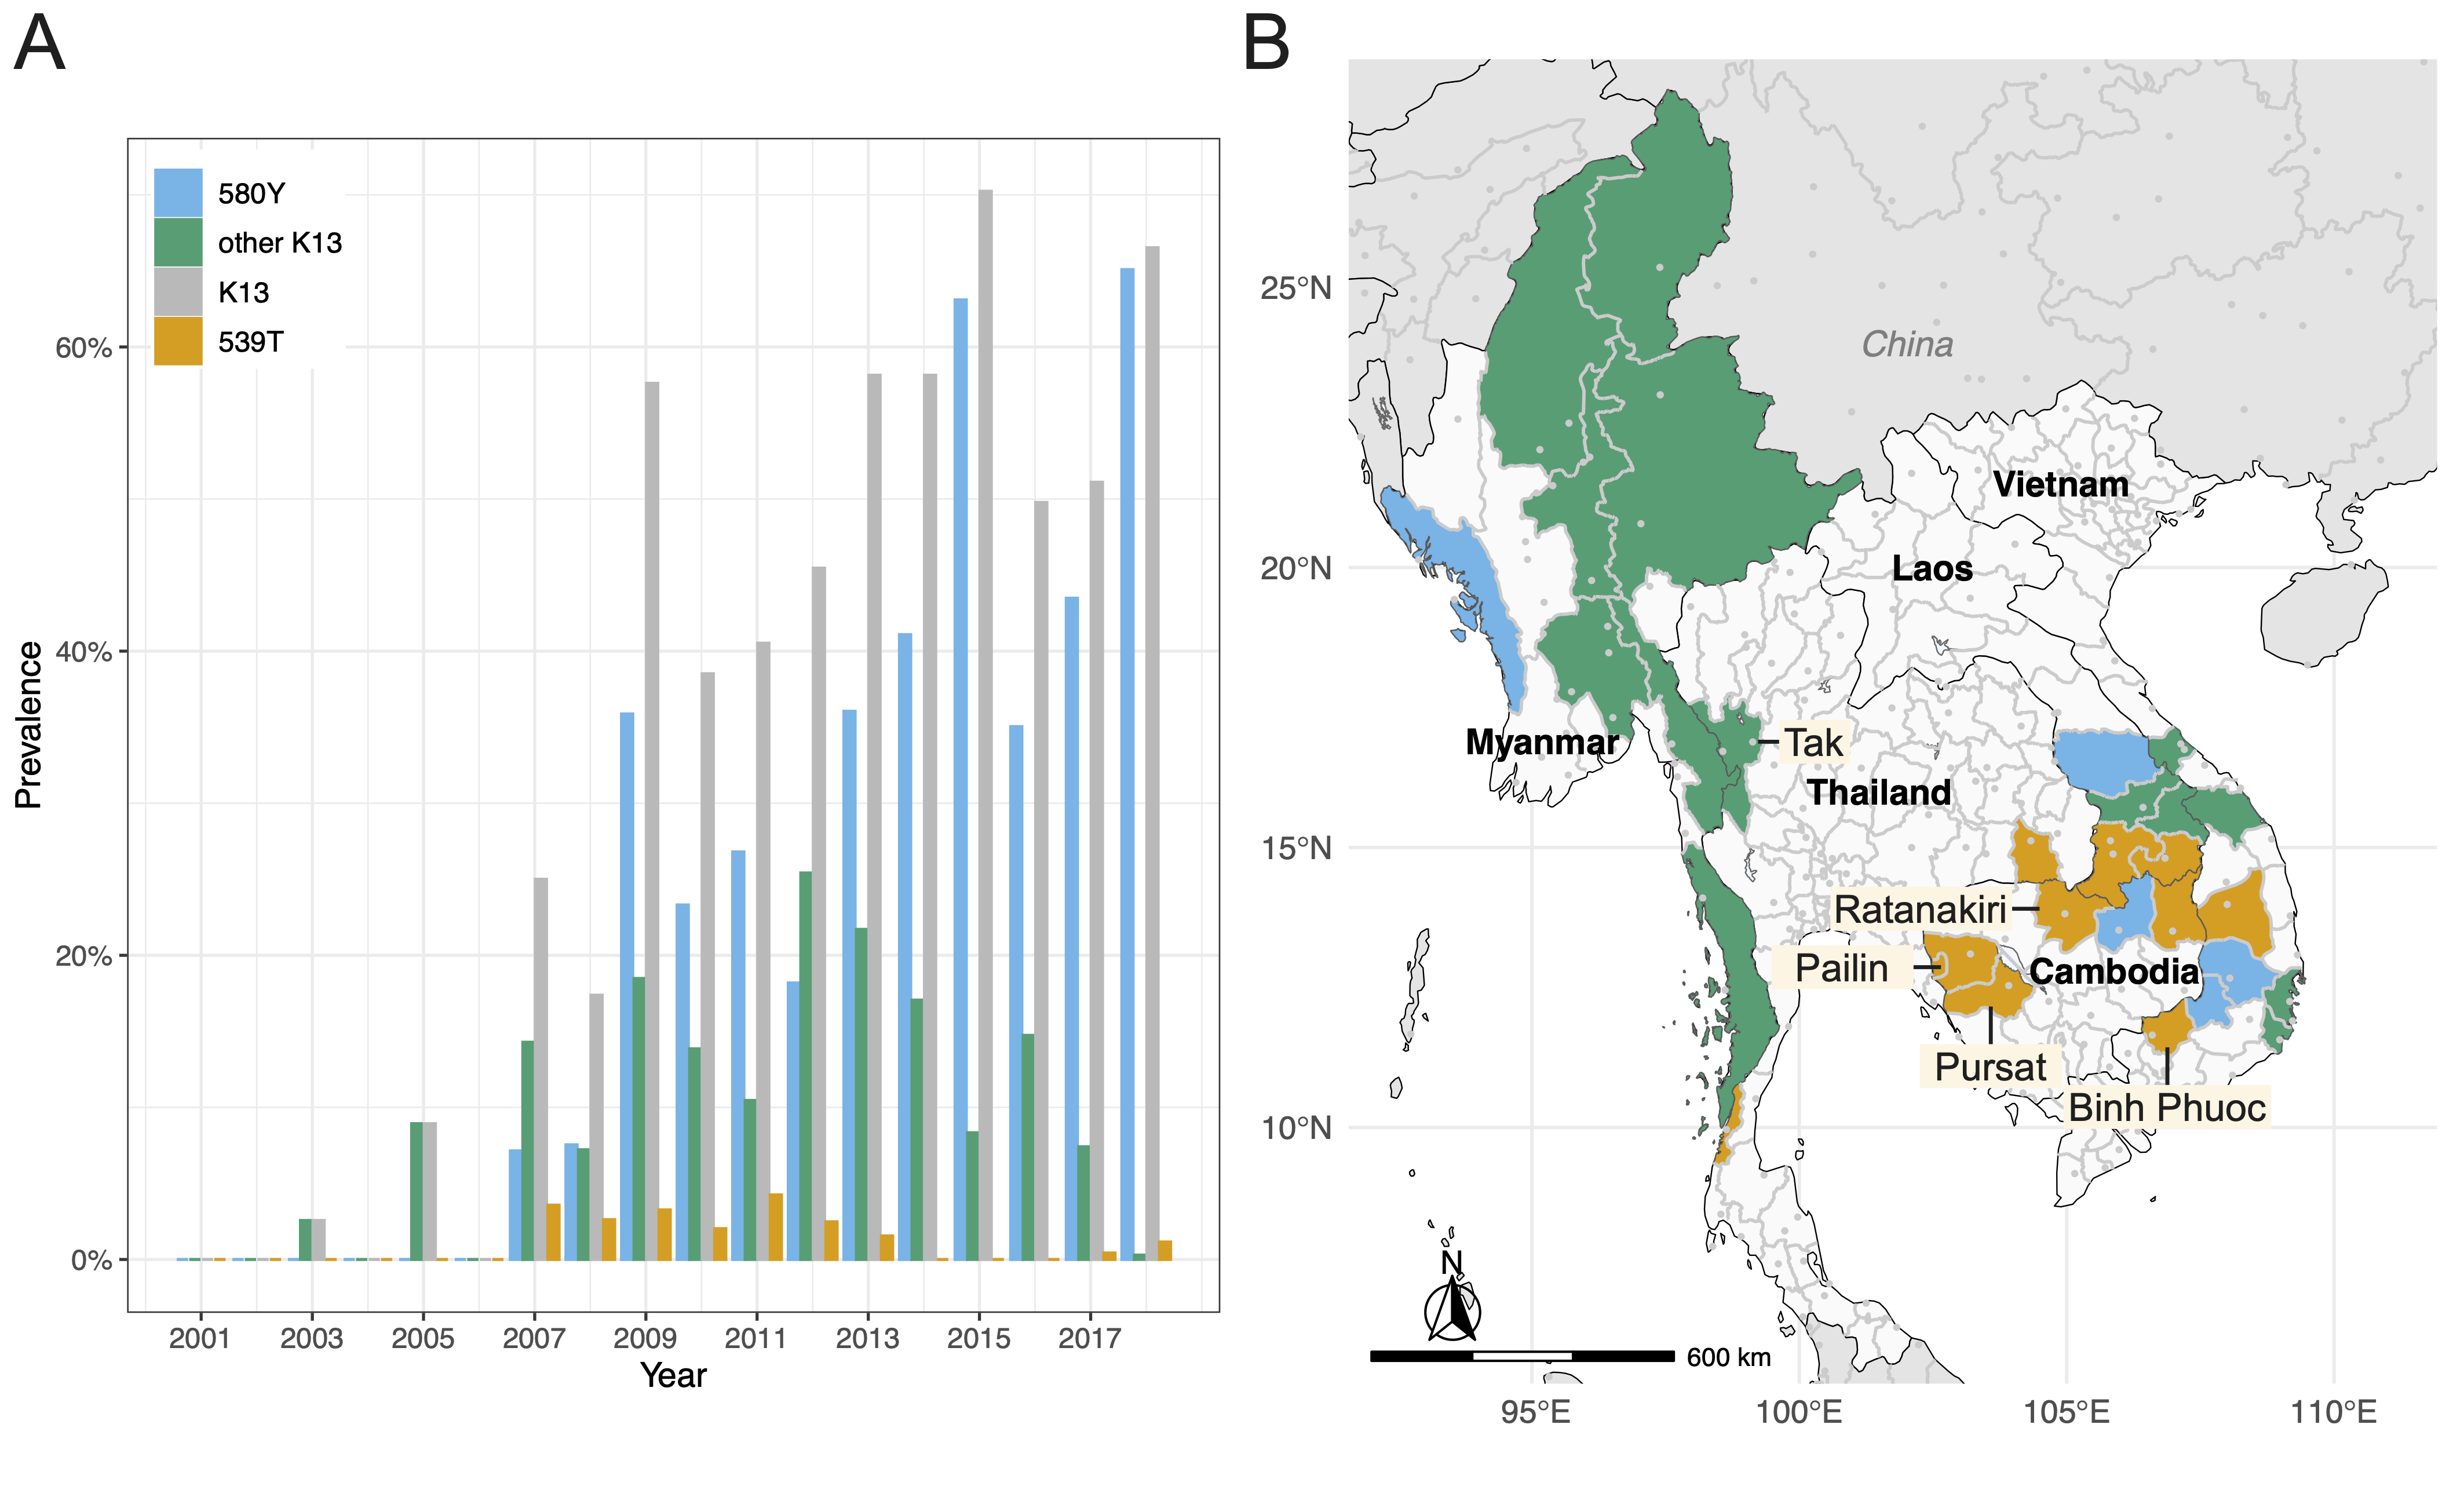 A
580Y
other K13
K13
539T
60%
40%
20%
0%
Prevalence
2001 2003 2005 2007 2009 2011 2013 2015 2017
Year
B
25°N
20°N
15°N
10°N
China
Vietnam
Laos
Myanmar
Tak
Thailand
Ratanakiri
Pailin
Cambodia
Pursat
Binh Phuoc
N
600 km
95°E 100°E 105°E 110°E